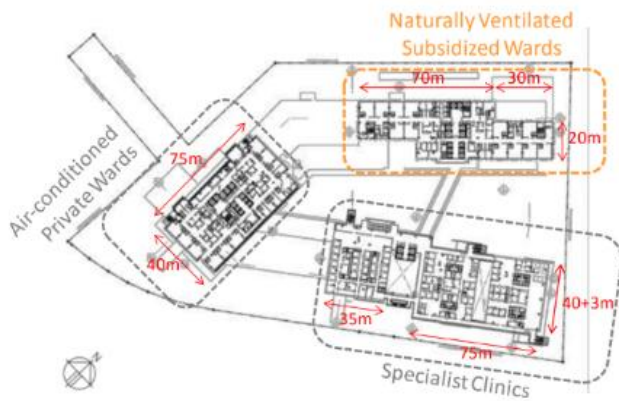 Naturally Ventilated
Subsidized Wards
70m
30m
20m
Air-conditioned
Private Wards
75m
40m
35m
75m
40+3m
Specialist Clinics
N